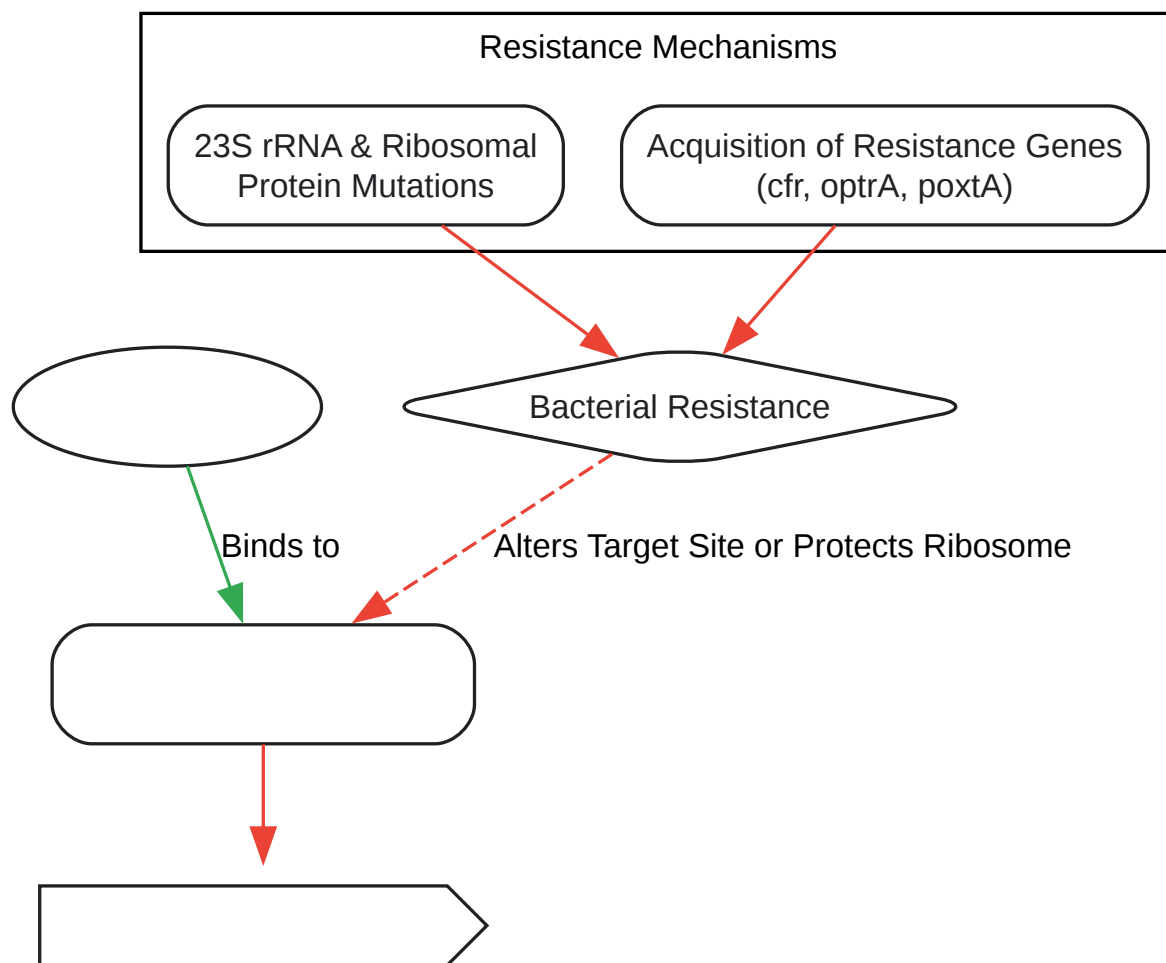 Resistance Mechanisms
23S rRNA & Ribosomal
Protein Mutations
Acquisition of Resistance Genes
(cfr, optrA, poxtA)
Bacterial Resistance
Binds to
Alters Target Site or Protects Ribosome